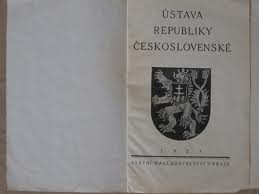 ÚSTAVA
REPUBLIKY
ČESKOSLOVENSKÉ
STÁTNÍ NAKLADATELSTVÍ V PRAZE